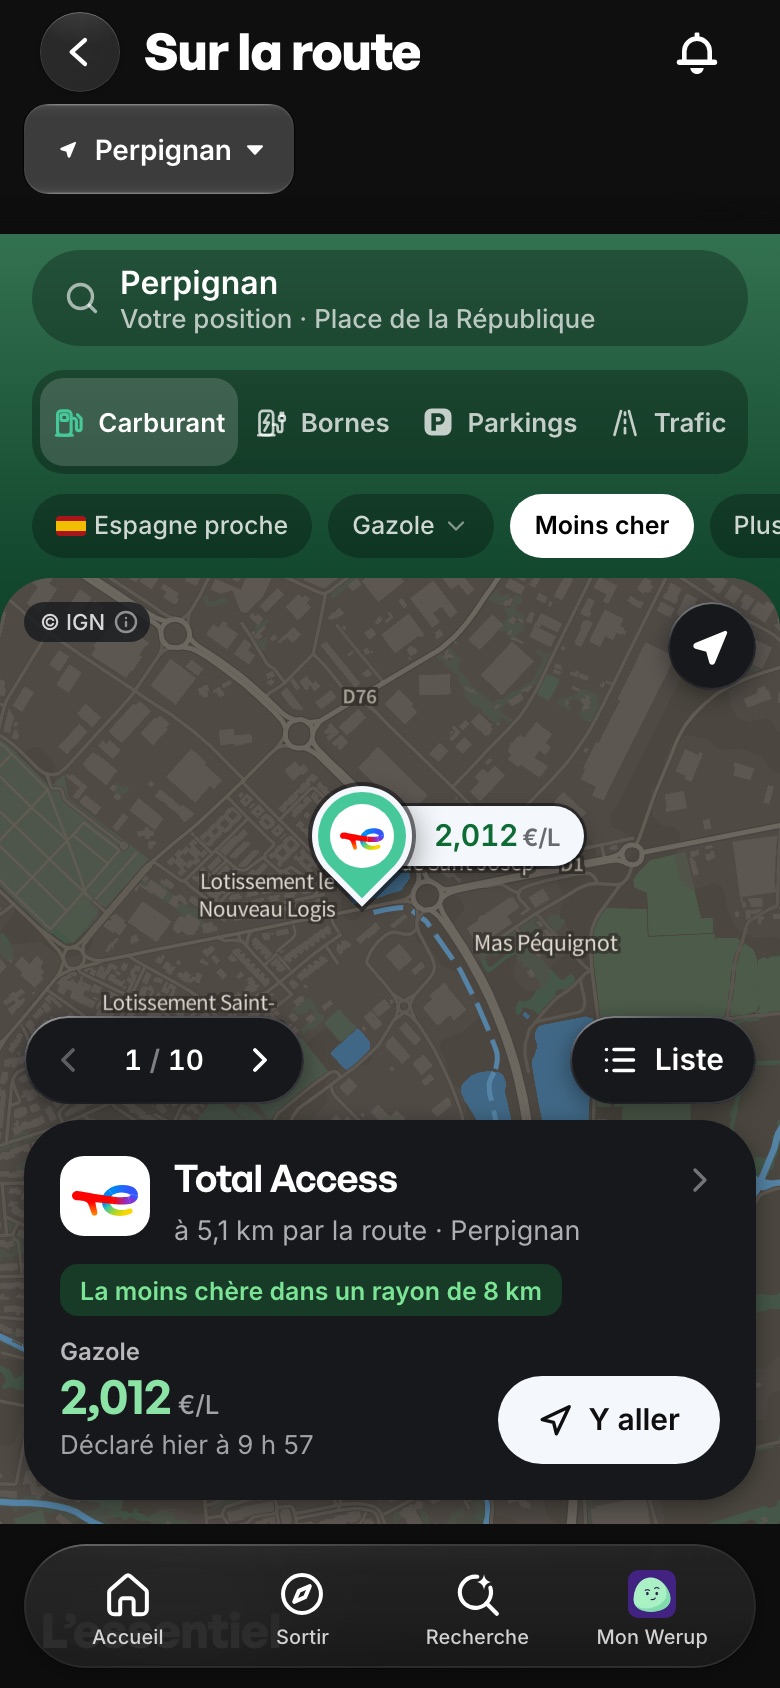 Sur la route
Perpignan
Perpignan
Votre position · Place de la République
Carburant
Bornes
Parkings
Trafic
Espagne proche
Gazole
Moins cher
Plus
© IGN
D76
2,012 €/L
D1
Lotissement le
Nouveau Logis
Mas Péquignot
Lotissement Saint-
1 / 10
Liste
Total Access
à 5,1 km par la route · Perpignan
La moins chère dans un rayon de 8 km
Gazole
2,012 €/L
Déclaré hier à 9 h 57
Y aller
L'essentiel
Accueil
Sortir
Recherche
Mon Werup